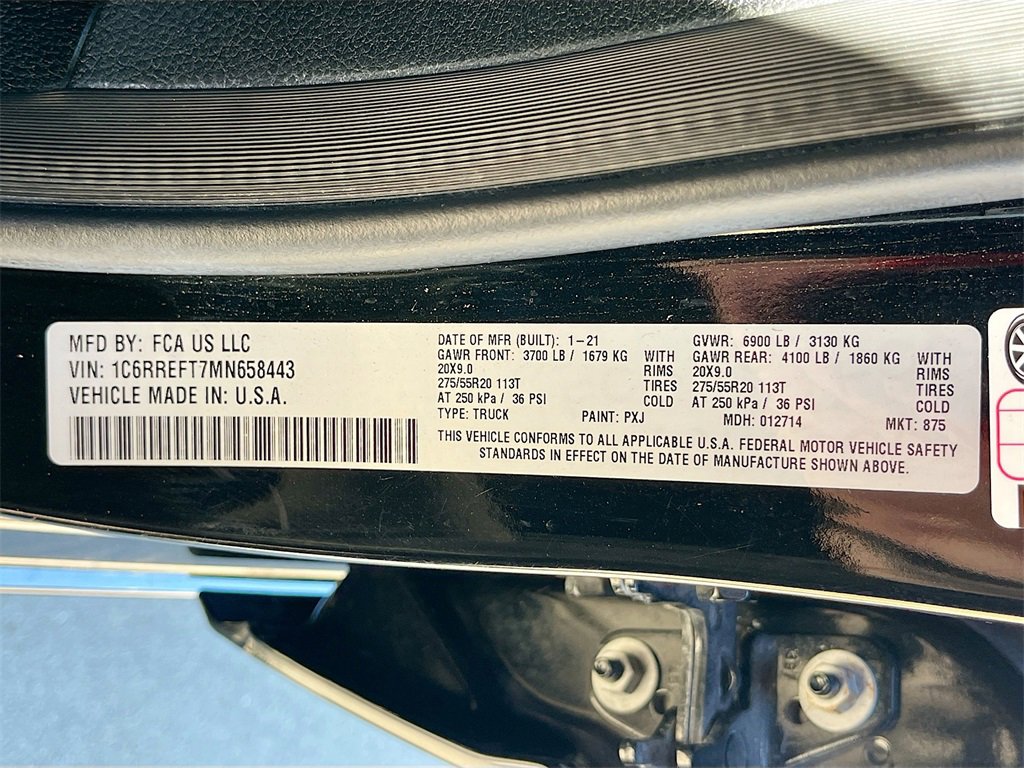 MFD BY: FCA US LLC
VIN: 1C6RREFT7MN658443
VEHICLE MADE IN: U.S.A.
DATE OF MFR (BUILT): 1-21
GAWR FRONT: 3700 LB / 1679 KG WITH
20X9.0 RIMS
275/55R20 113T TIRES
AT 250 kPa / 36 PSI COLD
TYPE: TRUCK PAINT: PXJ
GVWR: 6900 LB / 3130 KG
GAWR REAR: 4100 LB / 1860 KG WITH
20X9.0 RIMS
275/55R20 113T TIRES
AT 250 kPa / 36 PSI COLD
MDH: 012714 MKT: 875
THIS VEHICLE CONFORMS TO ALL APPLICABLE U.S.A. FEDERAL MOTOR VEHICLE SAFETY
STANDARDS IN EFFECT ON THE DATE OF MANUFACTURE SHOWN ABOVE.